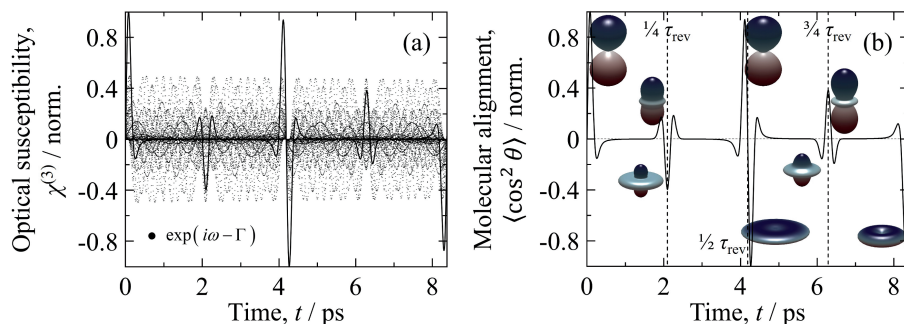 Optical susceptibility,
χ⁽³⁾ / norm.
0.8
0.4
0
-0.4
-0.8
(a)
• exp(iω−Γ)
0 2 4 6 8
Time, t / ps
Molecular alignment,
⟨cos² θ⟩ / norm.
0.8
0.4
0
-0.4
-0.8
¼ τrev
¾ τrev
(b)
½ τrev
0 2 4 6 8
Time, t / ps